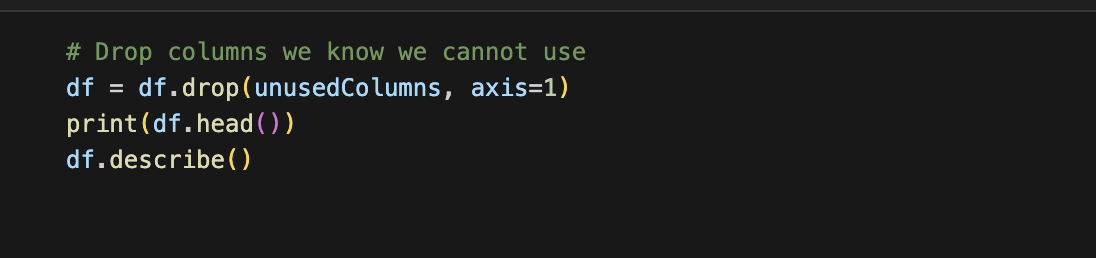 # Drop columns we know we cannot use
df = df.drop(unusedColumns, axis=1)
print(df.head())
df.describe()